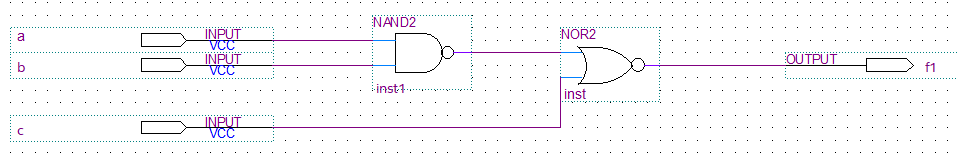 a
INPUT
VCC
NAND2
inst1
b
INPUT
VCC
NOR2
inst
OUTPUT
f1
c
INPUT
VCC